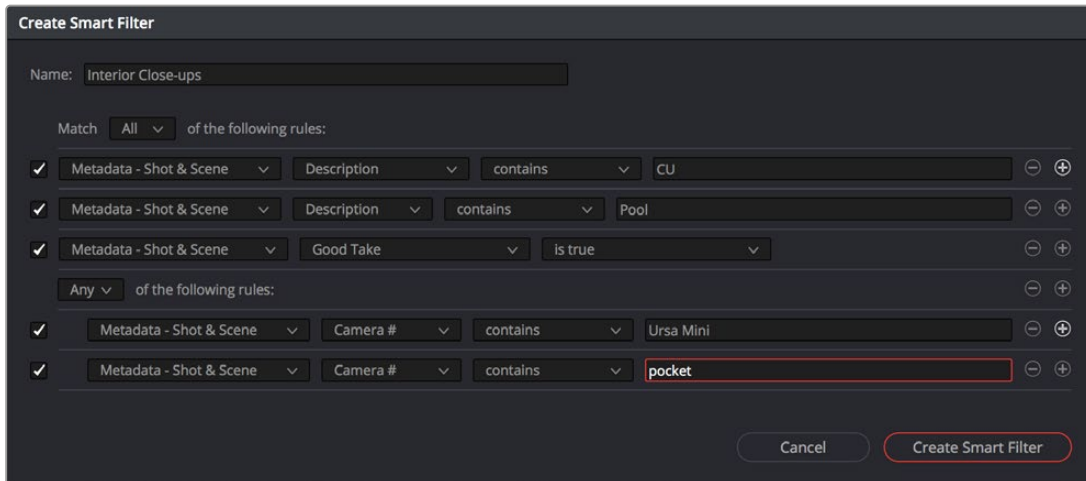 Create Smart Filter
Name: Interior Close-ups
Match All of the following rules:
Metadata - Shot & Scene Description contains CU
Metadata - Shot & Scene Description contains Pool
Metadata - Shot & Scene Good Take is true
Any of the following rules:
Metadata - Shot & Scene Camera # contains Ursa Mini
Metadata - Shot & Scene Camera # contains pocket
Cancel Create Smart Filter